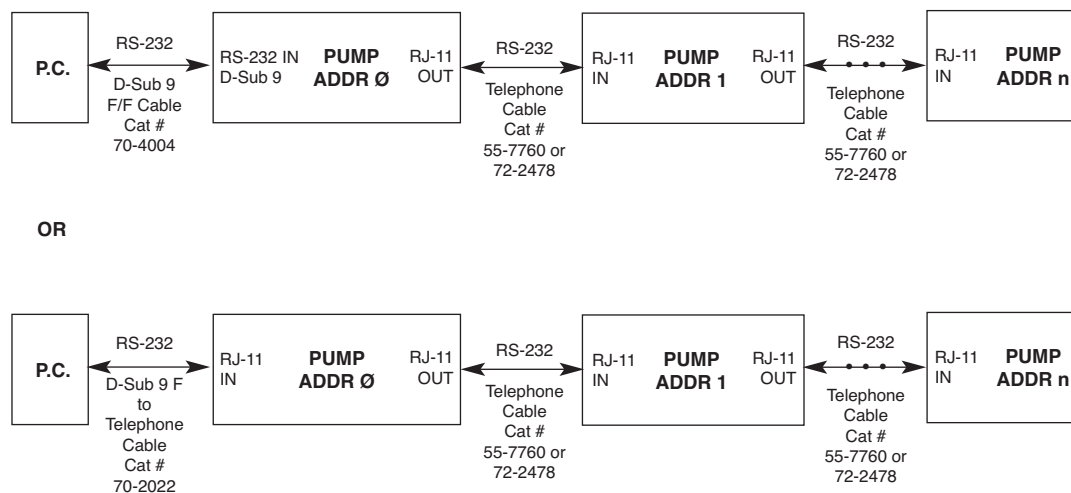 P.C.
RS-232
D-Sub 9
F/F Cable
Cat #
70-4004
RS-232 IN
D-Sub 9
PUMP
ADDR Ø
RJ-11
OUT
RS-232
Telephone
Cable
Cat #
55-7760 or
72-2478
RJ-11
IN
PUMP
ADDR 1
RJ-11
OUT
RS-232
Telephone
Cable
Cat #
55-7760 or
72-2478
RJ-11
IN
PUMP
ADDR n
OR
P.C.
RS-232
D-Sub 9 F
to
Telephone
Cable
Cat #
70-2022
RJ-11
IN
PUMP
ADDR Ø
RJ-11
OUT
RS-232
Telephone
Cable
Cat #
55-7760 or
72-2478
RJ-11
IN
PUMP
ADDR 1
RJ-11
OUT
RS-232
Telephone
Cable
Cat #
55-7760 or
72-2478
RJ-11
IN
PUMP
ADDR n